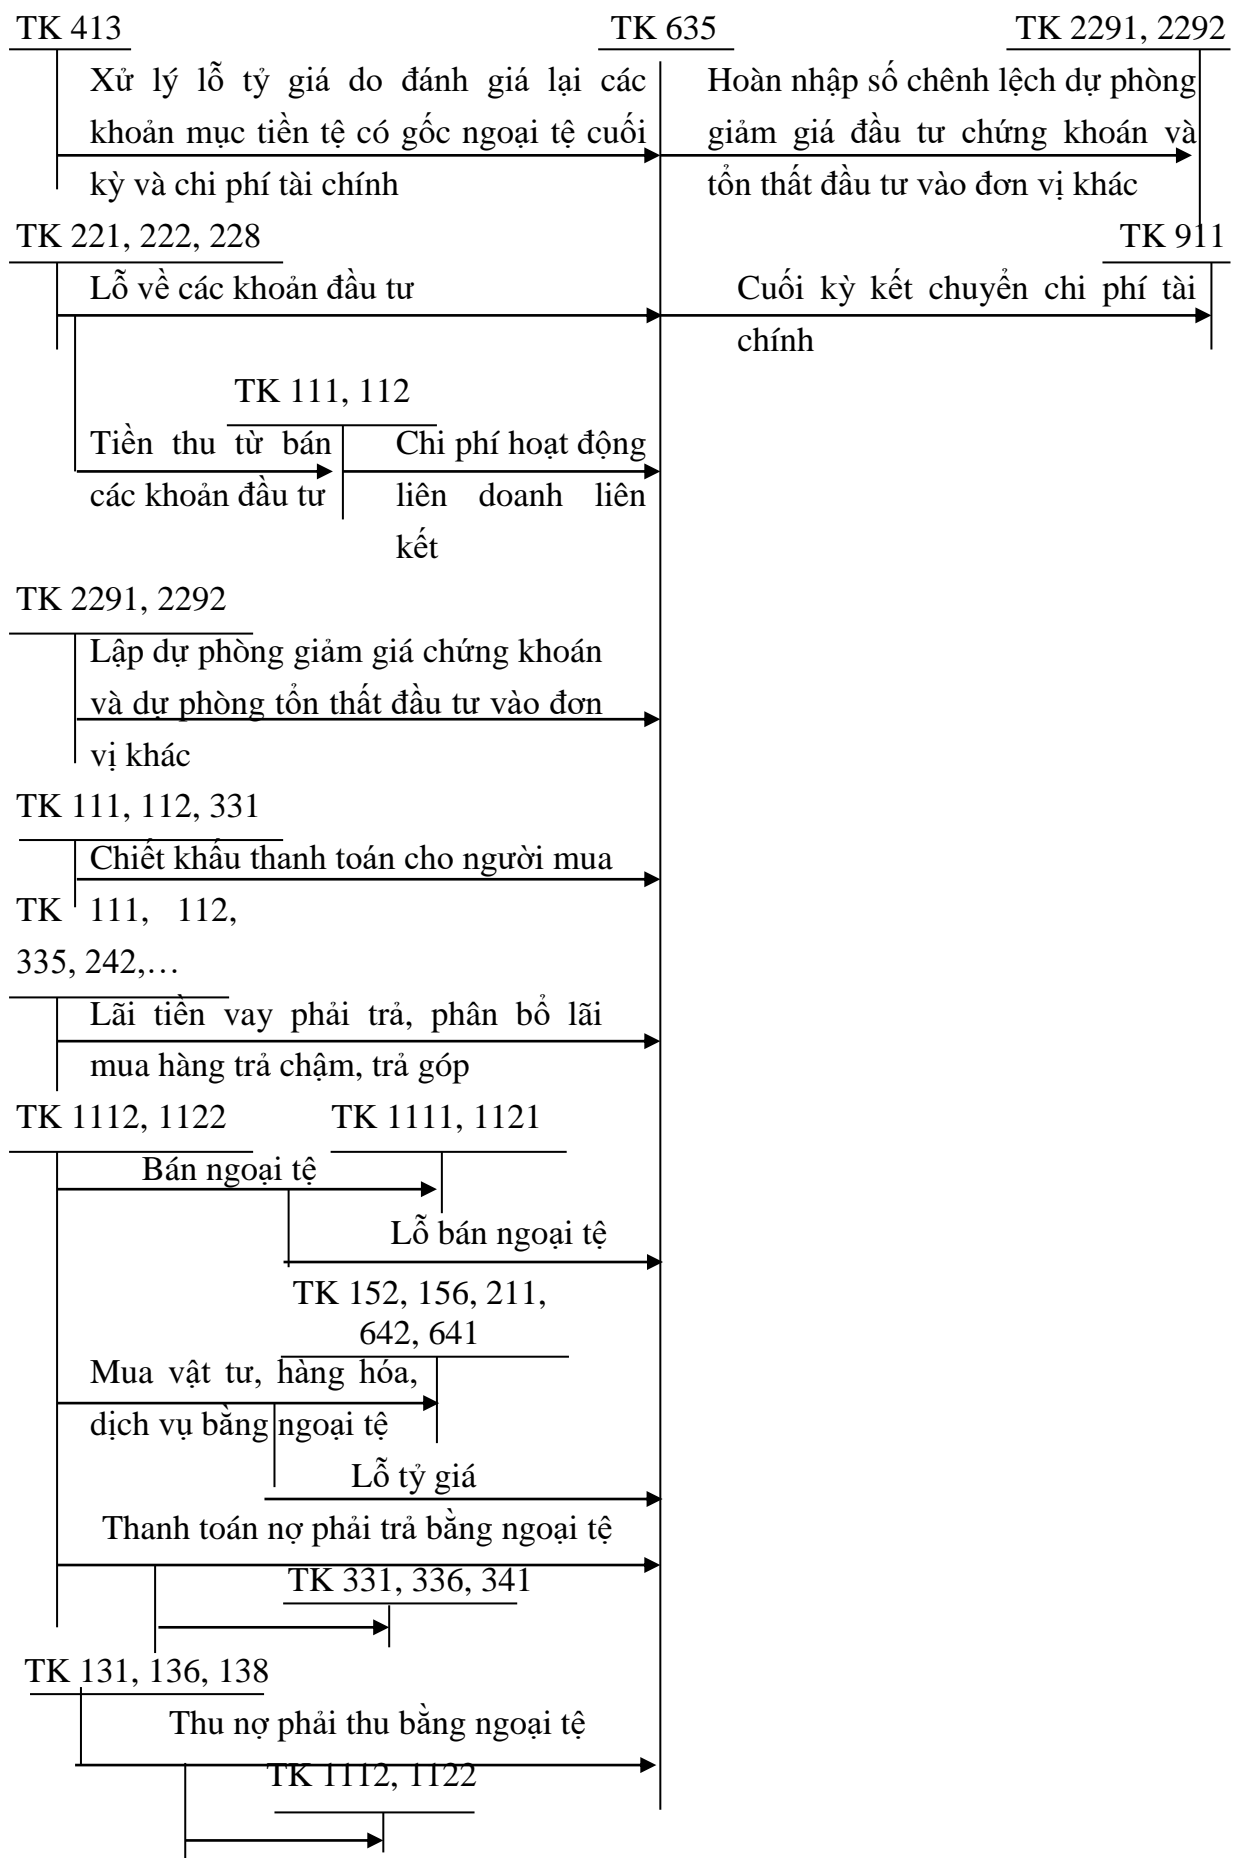 TK 413 TK 635 TK 2291, 2292
Xử lý lỗ tỷ giá do đánh giá lại các
khoản mục tiền tệ có gốc ngoại tệ cuối
kỳ và chi phí tài chính
Hoàn nhập số chênh lệch dự phòng
giảm giá đầu tư chứng khoán và
tổn thất đầu tư vào đơn vị khác
TK 221, 222, 228 TK 911
Lỗ về các khoản đầu tư
Cuối kỳ kết chuyển chi phí tài
chính
TK 111, 112
Tiền thu từ bán
các khoản đầu tư
Chi phí hoạt động
liên doanh liên
kết
TK 2291, 2292
Lập dự phòng giảm giá chứng khoán
và dự phòng tổn thất đầu tư vào đơn
vị khác
TK 111, 112, 331
Chiết khấu thanh toán cho người mua
TK 111, 112,
335, 242,…
Lãi tiền vay phải trả, phân bổ lãi
mua hàng trả chậm, trả góp
TK 1112, 1122 TK 1111, 1121
Bán ngoại tệ
Lỗ bán ngoại tệ
TK 152, 156, 211,
642, 641
Mua vật tư, hàng hóa,
dịch vụ bằng ngoại tệ
Lỗ tỷ giá
Thanh toán nợ phải trả bằng ngoại tệ
TK 331, 336, 341
TK 131, 136, 138
Thu nợ phải thu bằng ngoại tệ
TK 1112, 1122